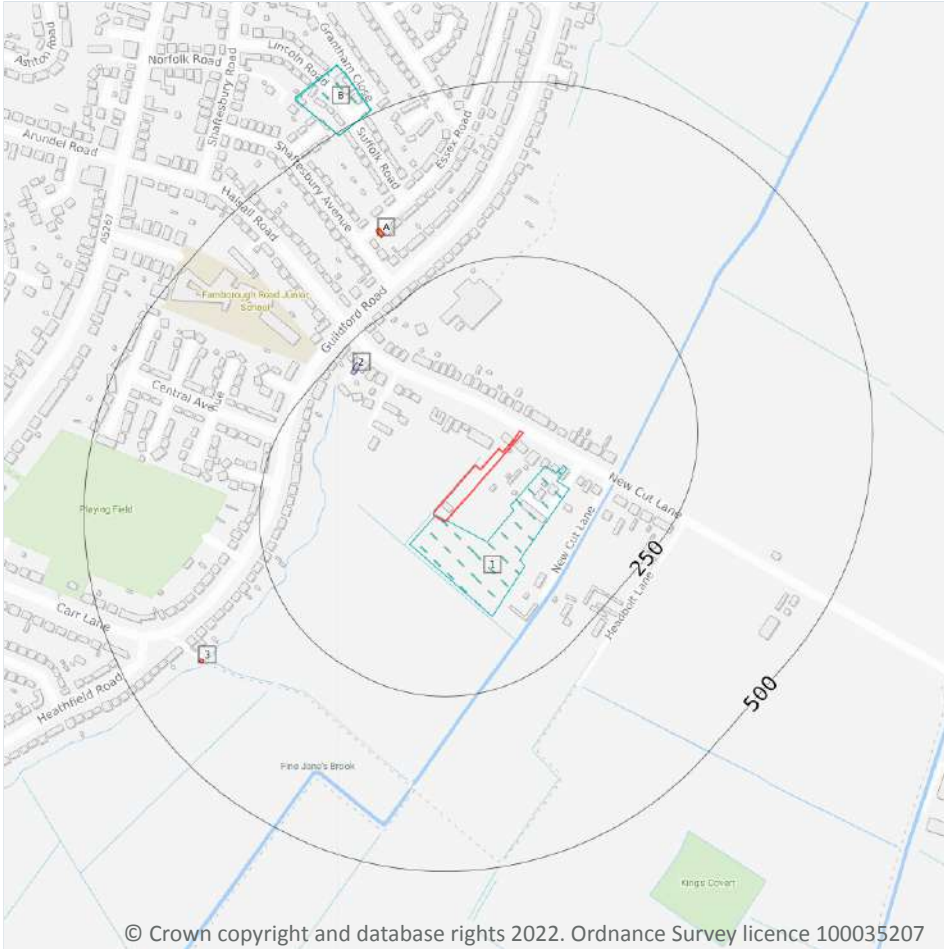 Ashton Road
Norfolk Road
Shaftesbury Road
Lincoln Road
Grantham Close
B
Arundel Road
Suffolk Road
Essex Road
Shaftesbury Avenue
Halsall Road
A5267
A
Farnborough Road Junior
School
Guildford Road
2
Central Avenue
New Cut Lane
Playing Field
1
New Cut Lane
250
Headbolt Lane
Carr Lane
3
Heathfield Road
500
Fine Jane's Brook
King's Covert
© Crown copyright and database rights 2022. Ordnance Survey licence 100035207